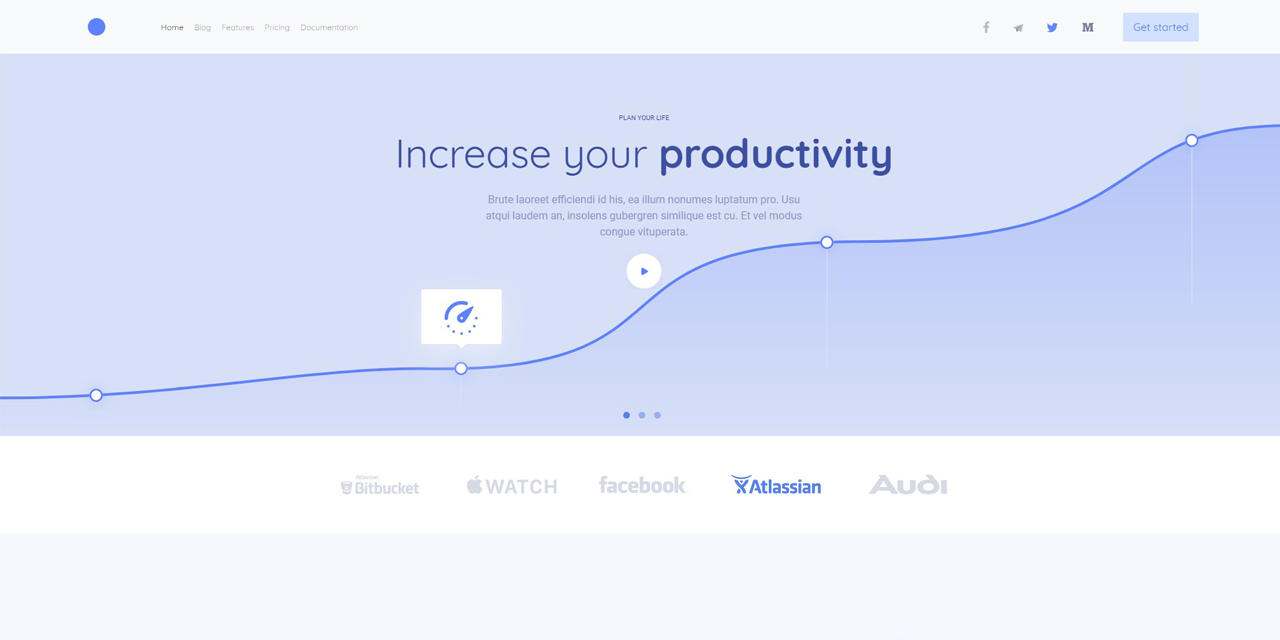 Home Blog Features Pricing Documentation
Get started
PLAN YOUR LIFE
Increase your productivity
Brute laoreet efficiendi id his, ea illum nonumes luptatum pro. Usu
atqui laudem an, insolens gubergren similique est cu. Et vel modus
congue vituperata.
Atlassian
Bitbucket
WATCH
facebook
Atlassian
Audi